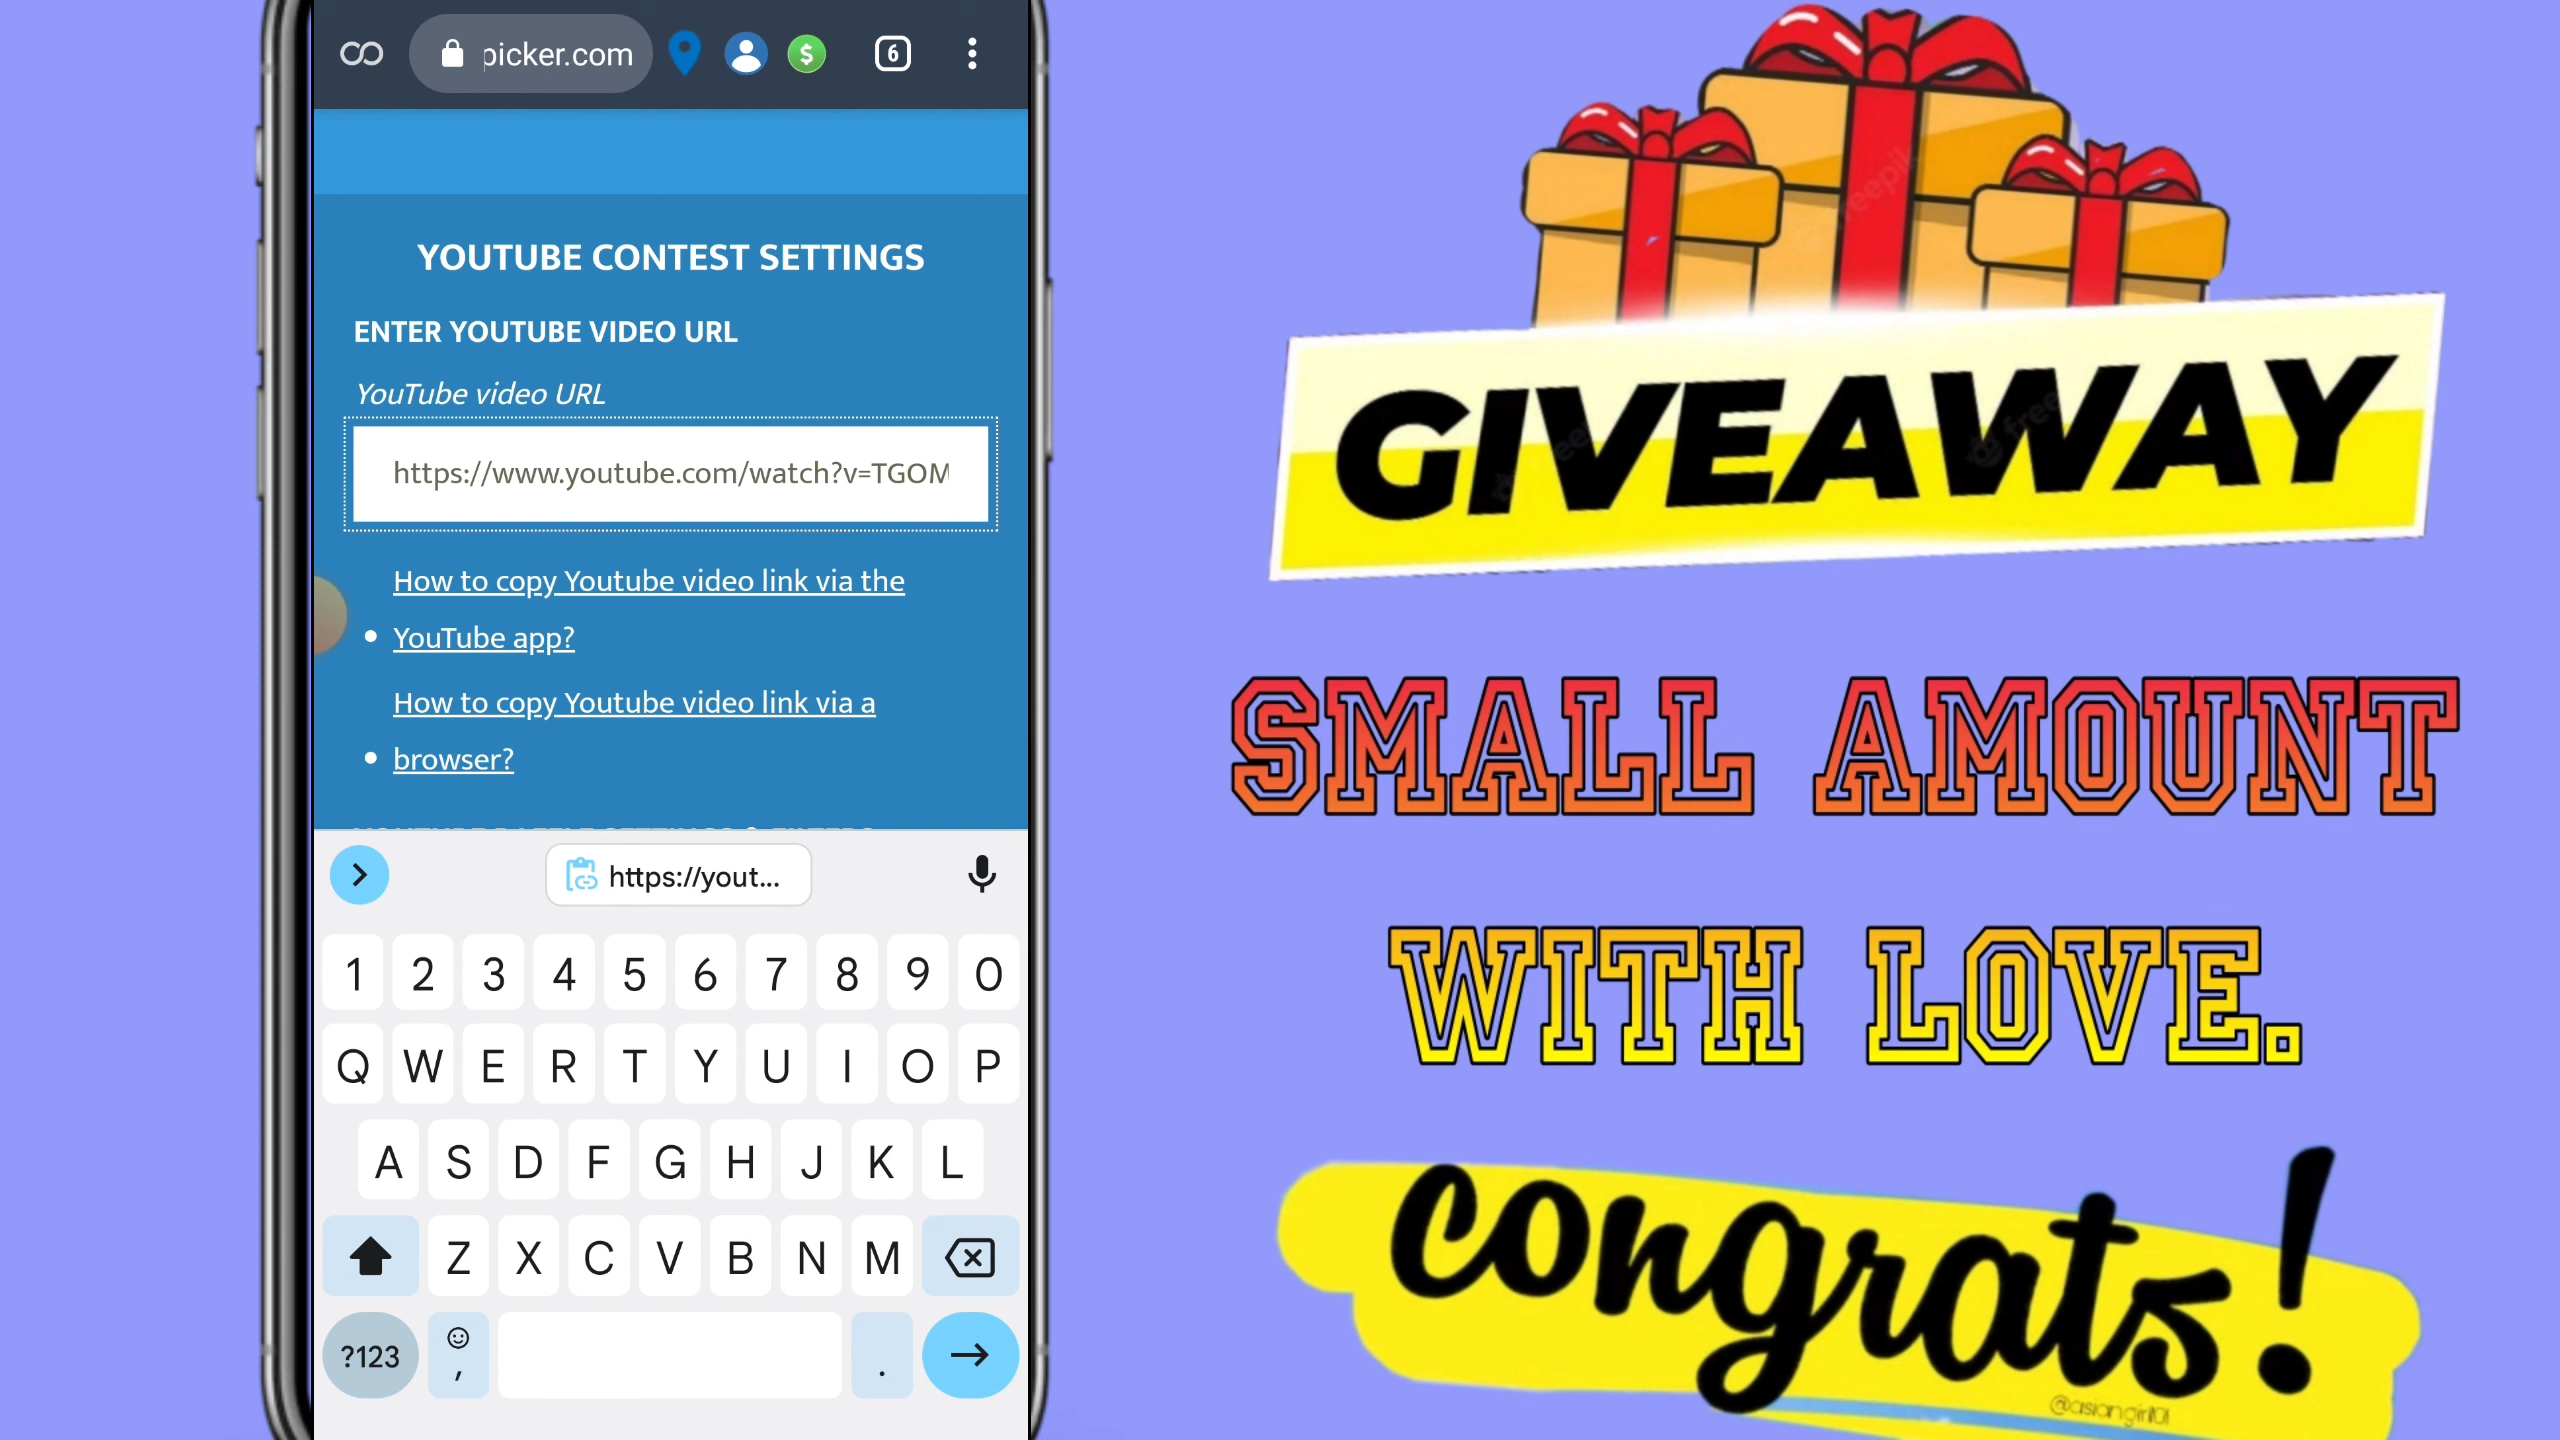 picker.com
6
YOUTUBE CONTEST SETTINGS
ENTER YOUTUBE VIDEO URL
YouTube video URL
https://www.youtube.com/watch?v=TGOM
How to copy Youtube video link via the
YouTube app?
How to copy Youtube video link via a
browser?
https://yout...
1 2 3 4 5 6 7 8 9 0
Q W E R T Y U I O P
A S D F G H J K L
Z X C V B N M
?123 , .
GIVEAWAY
SMALL AMOUNT
WITH LOVE.
congrats!
@asiangirl101